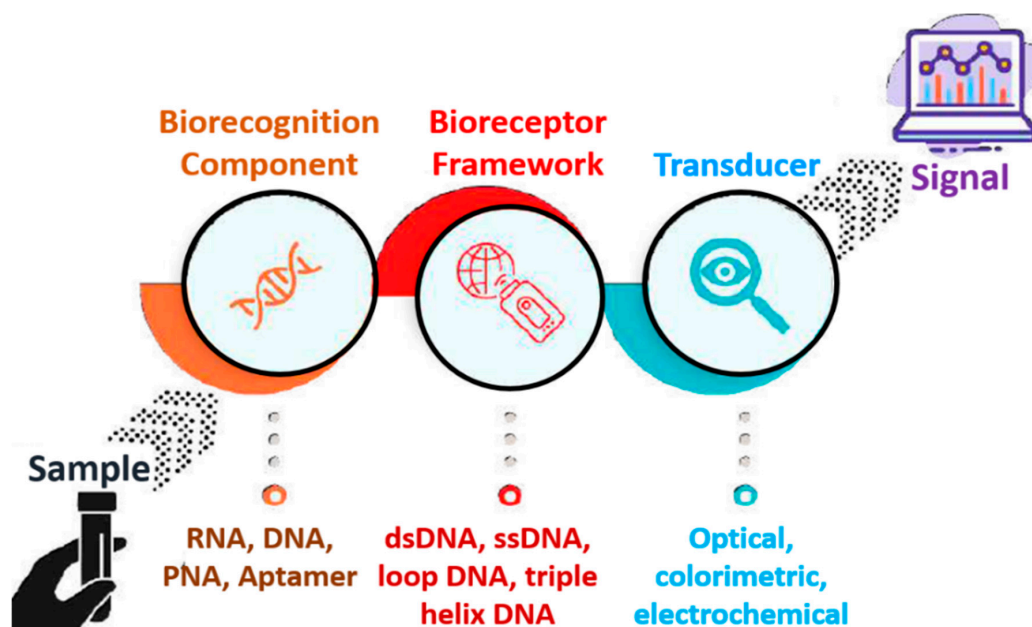 Biorecognition
Component
Bioreceptor
Framework
Transducer
Signal
Sample
RNA, DNA,
PNA, Aptamer
dsDNA, ssDNA,
loop DNA, triple
helix DNA
Optical,
colorimetric,
electrochemical